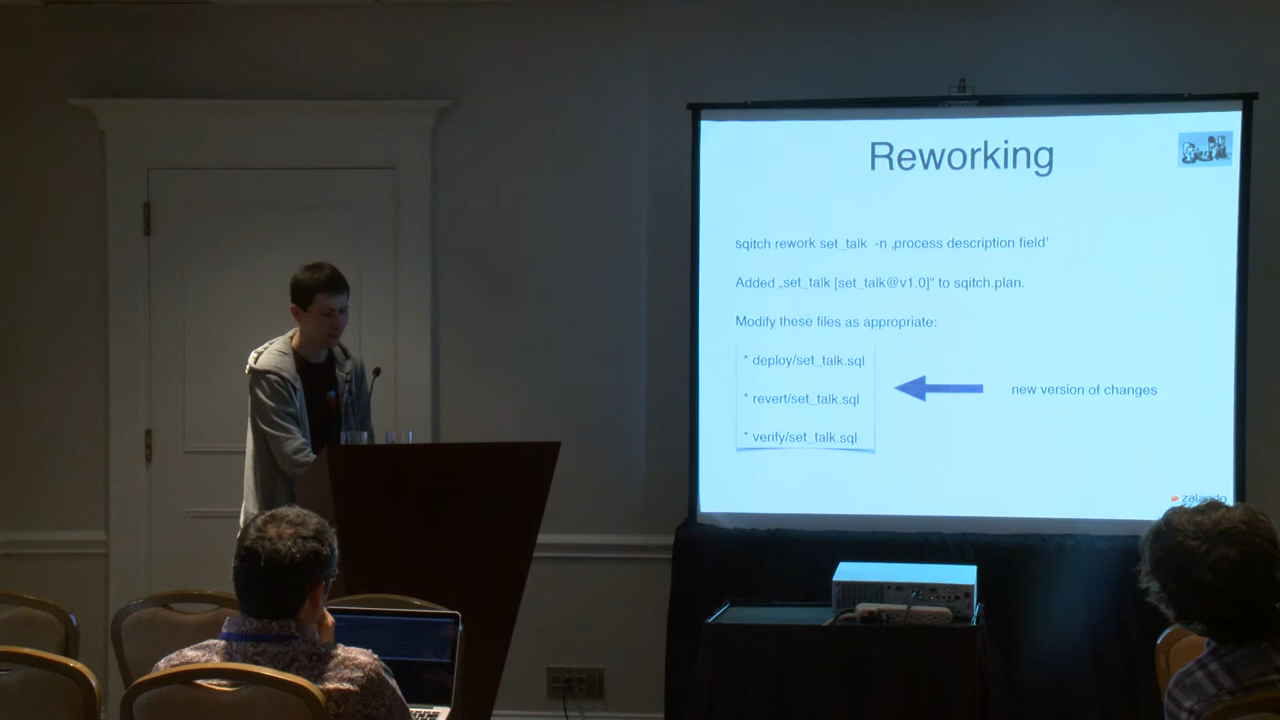 Reworking
sqitch rework set_talk -n ‚process description field'
Added „set_talk [set_talk@v1.0]“ to sqitch.plan.
Modify these files as appropriate:
* deploy/set_talk.sql
* revert/set_talk.sql
new version of changes
* verify/set_talk.sql
zalando